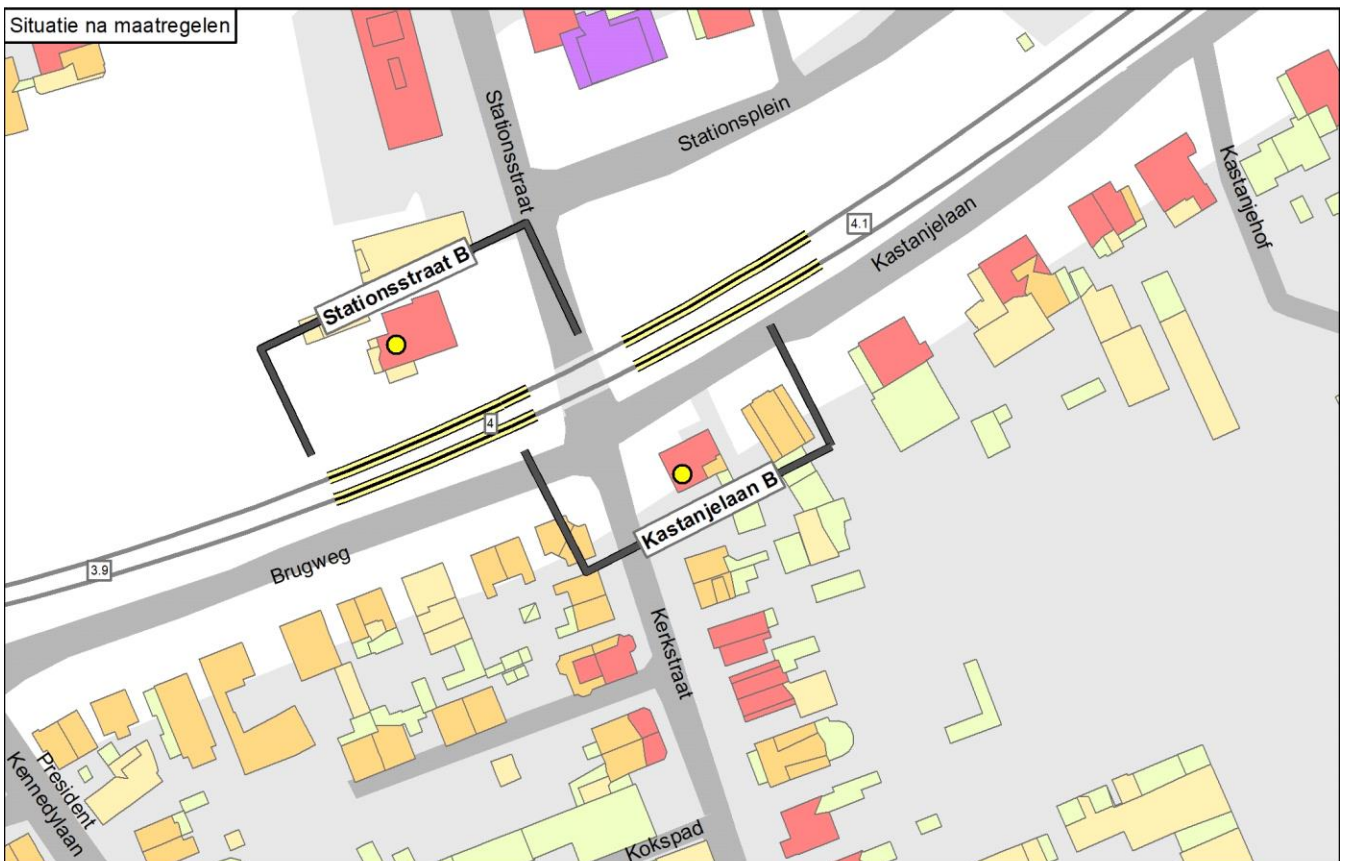 Situatie na maatregelen
Stationsstraat
Stationsplein
Kastanjehof
4.1
Kastanjelaan
Stationsstraat B
4
Kastanjelaan B
3.9
Brugweg
Kerkstraat
President
Kennedylaan
Kokspad